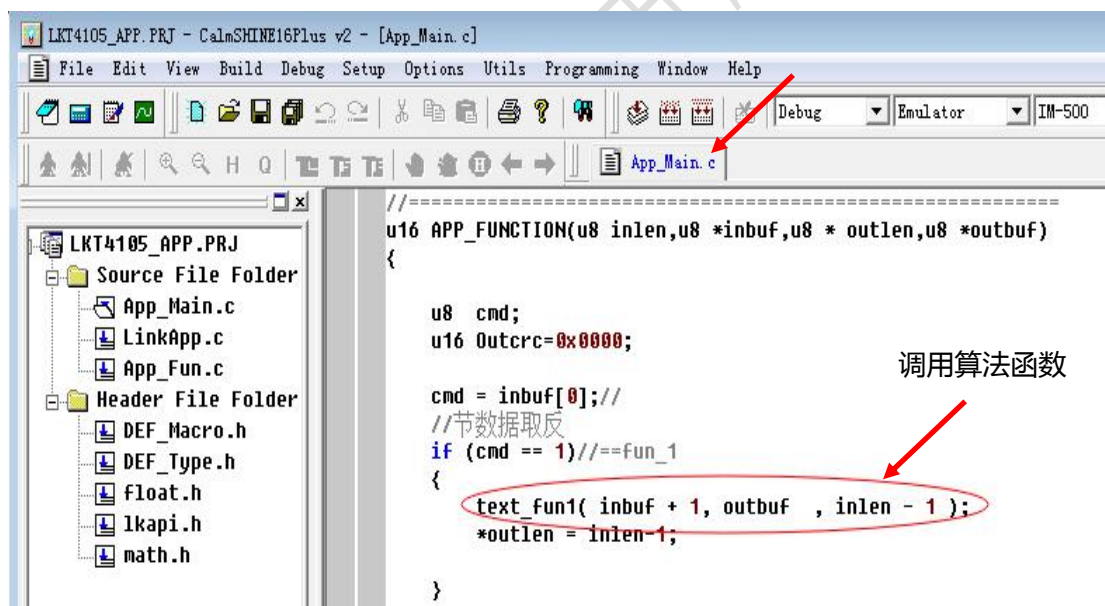 LKT4105_APP.PRJ - CalmSHINE16Plus v2 - [App_Main.c]
File Edit View Build Debug Setup Options Utils Programming Window Help
Debug Emulator IM-500
H Q
App_Main.c
LKT4105_APP.PRJ
Source File Folder
App_Main.c
LinkApp.c
App_Fun.c
Header File Folder
DEF_Macro.h
DEF_Type.h
float.h
lkapi.h
math.h
//==========================================================
u16 APP_FUNCTION(u8 inlen,u8 *inbuf,u8 * outlen,u8 *outbuf)
{
u8 cmd;
u16 Outcrc=0x0000;
调用算法函数
cmd = inbuf[0];//
//节数据取反
if (cmd == 1)//==fun_1
{
text_fun1( inbuf + 1, outbuf , inlen - 1 );
*outlen = inlen-1;
}